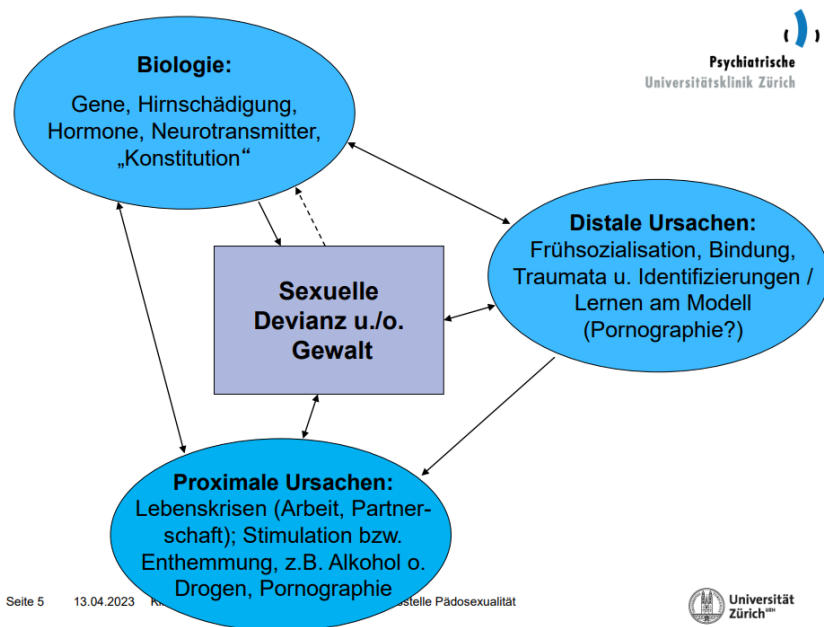 Biologie:
Gene, Hirnschädigung,
Hormone, Neurotransmitter,
„Konstitution“
Psychiatrische
Universitätsklinik Zürich
Distale Ursachen:
Frühsozialisation, Bindung,
Traumata u. Identifizierungen /
Lernen am Modell
(Pornographie?)
Sexuelle
Devianz u./o.
Gewalt
Proximale Ursachen:
Lebenskrisen (Arbeit, Partner-
schaft); Stimulation bzw.
Enthemmung, z.B. Alkohol o.
Drogen, Pornographie
Seite 5 13.04.2023 stelle Pädosexualität
Universität
Zürich UZH